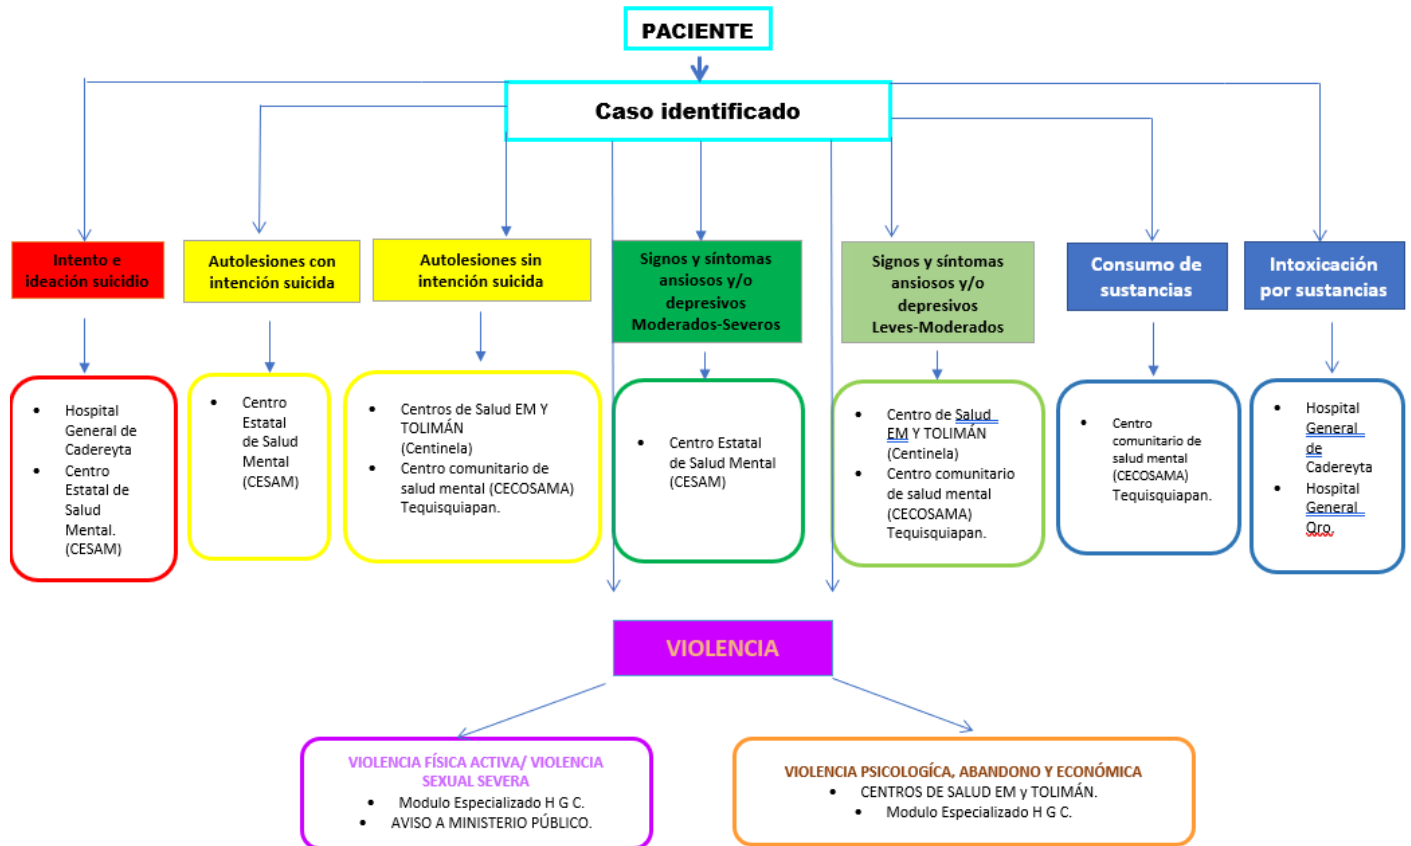 PACIENTE
Caso identificado
Intento e
ideación suicidio
Autolesiones con
intención suicida
Autolesiones sin
intención suicida
Signos y síntomas
ansiosos y/o
depresivos
Moderados-Severos
Signos y síntomas
ansiosos y/o
depresivos
Leves-Moderados
Consumo de
sustancias
Intoxicación
por sustancias
• Hospital
General de
Cadereyta
• Centro
Estatal de
Salud
Mental.
(CESAM)
• Centro
Estatal
de Salud
Mental
(CESAM)
• Centros de Salud EM Y
TOLIMÁN
(Centinela)
• Centro comunitario de
salud mental (CECOSAMA)
Tequisquiapan.
• Centro Estatal
de Salud Mental
(CESAM)
• Centro de Salud
EM Y TOLIMÁN
(Centinela)
• Centro comunitario
de salud mental
(CECOSAMA)
Tequisquiapan.
• Centro
comunitario de
salud mental
(CECOSAMA)
Tequisquiapan.
• Hospital
General
de
Cadereyta
• Hospital
General
Qro.
VIOLENCIA
VIOLENCIA FÍSICA ACTIVA/ VIOLENCIA
SEXUAL SEVERA
• Modulo Especializado H G C.
• AVISO A MINISTERIO PÚBLICO.
VIOLENCIA PSICOLOGÍCA, ABANDONO Y ECONÓMICA
• CENTROS DE SALUD EM y TOLIMÁN.
• Modulo Especializado H G C.